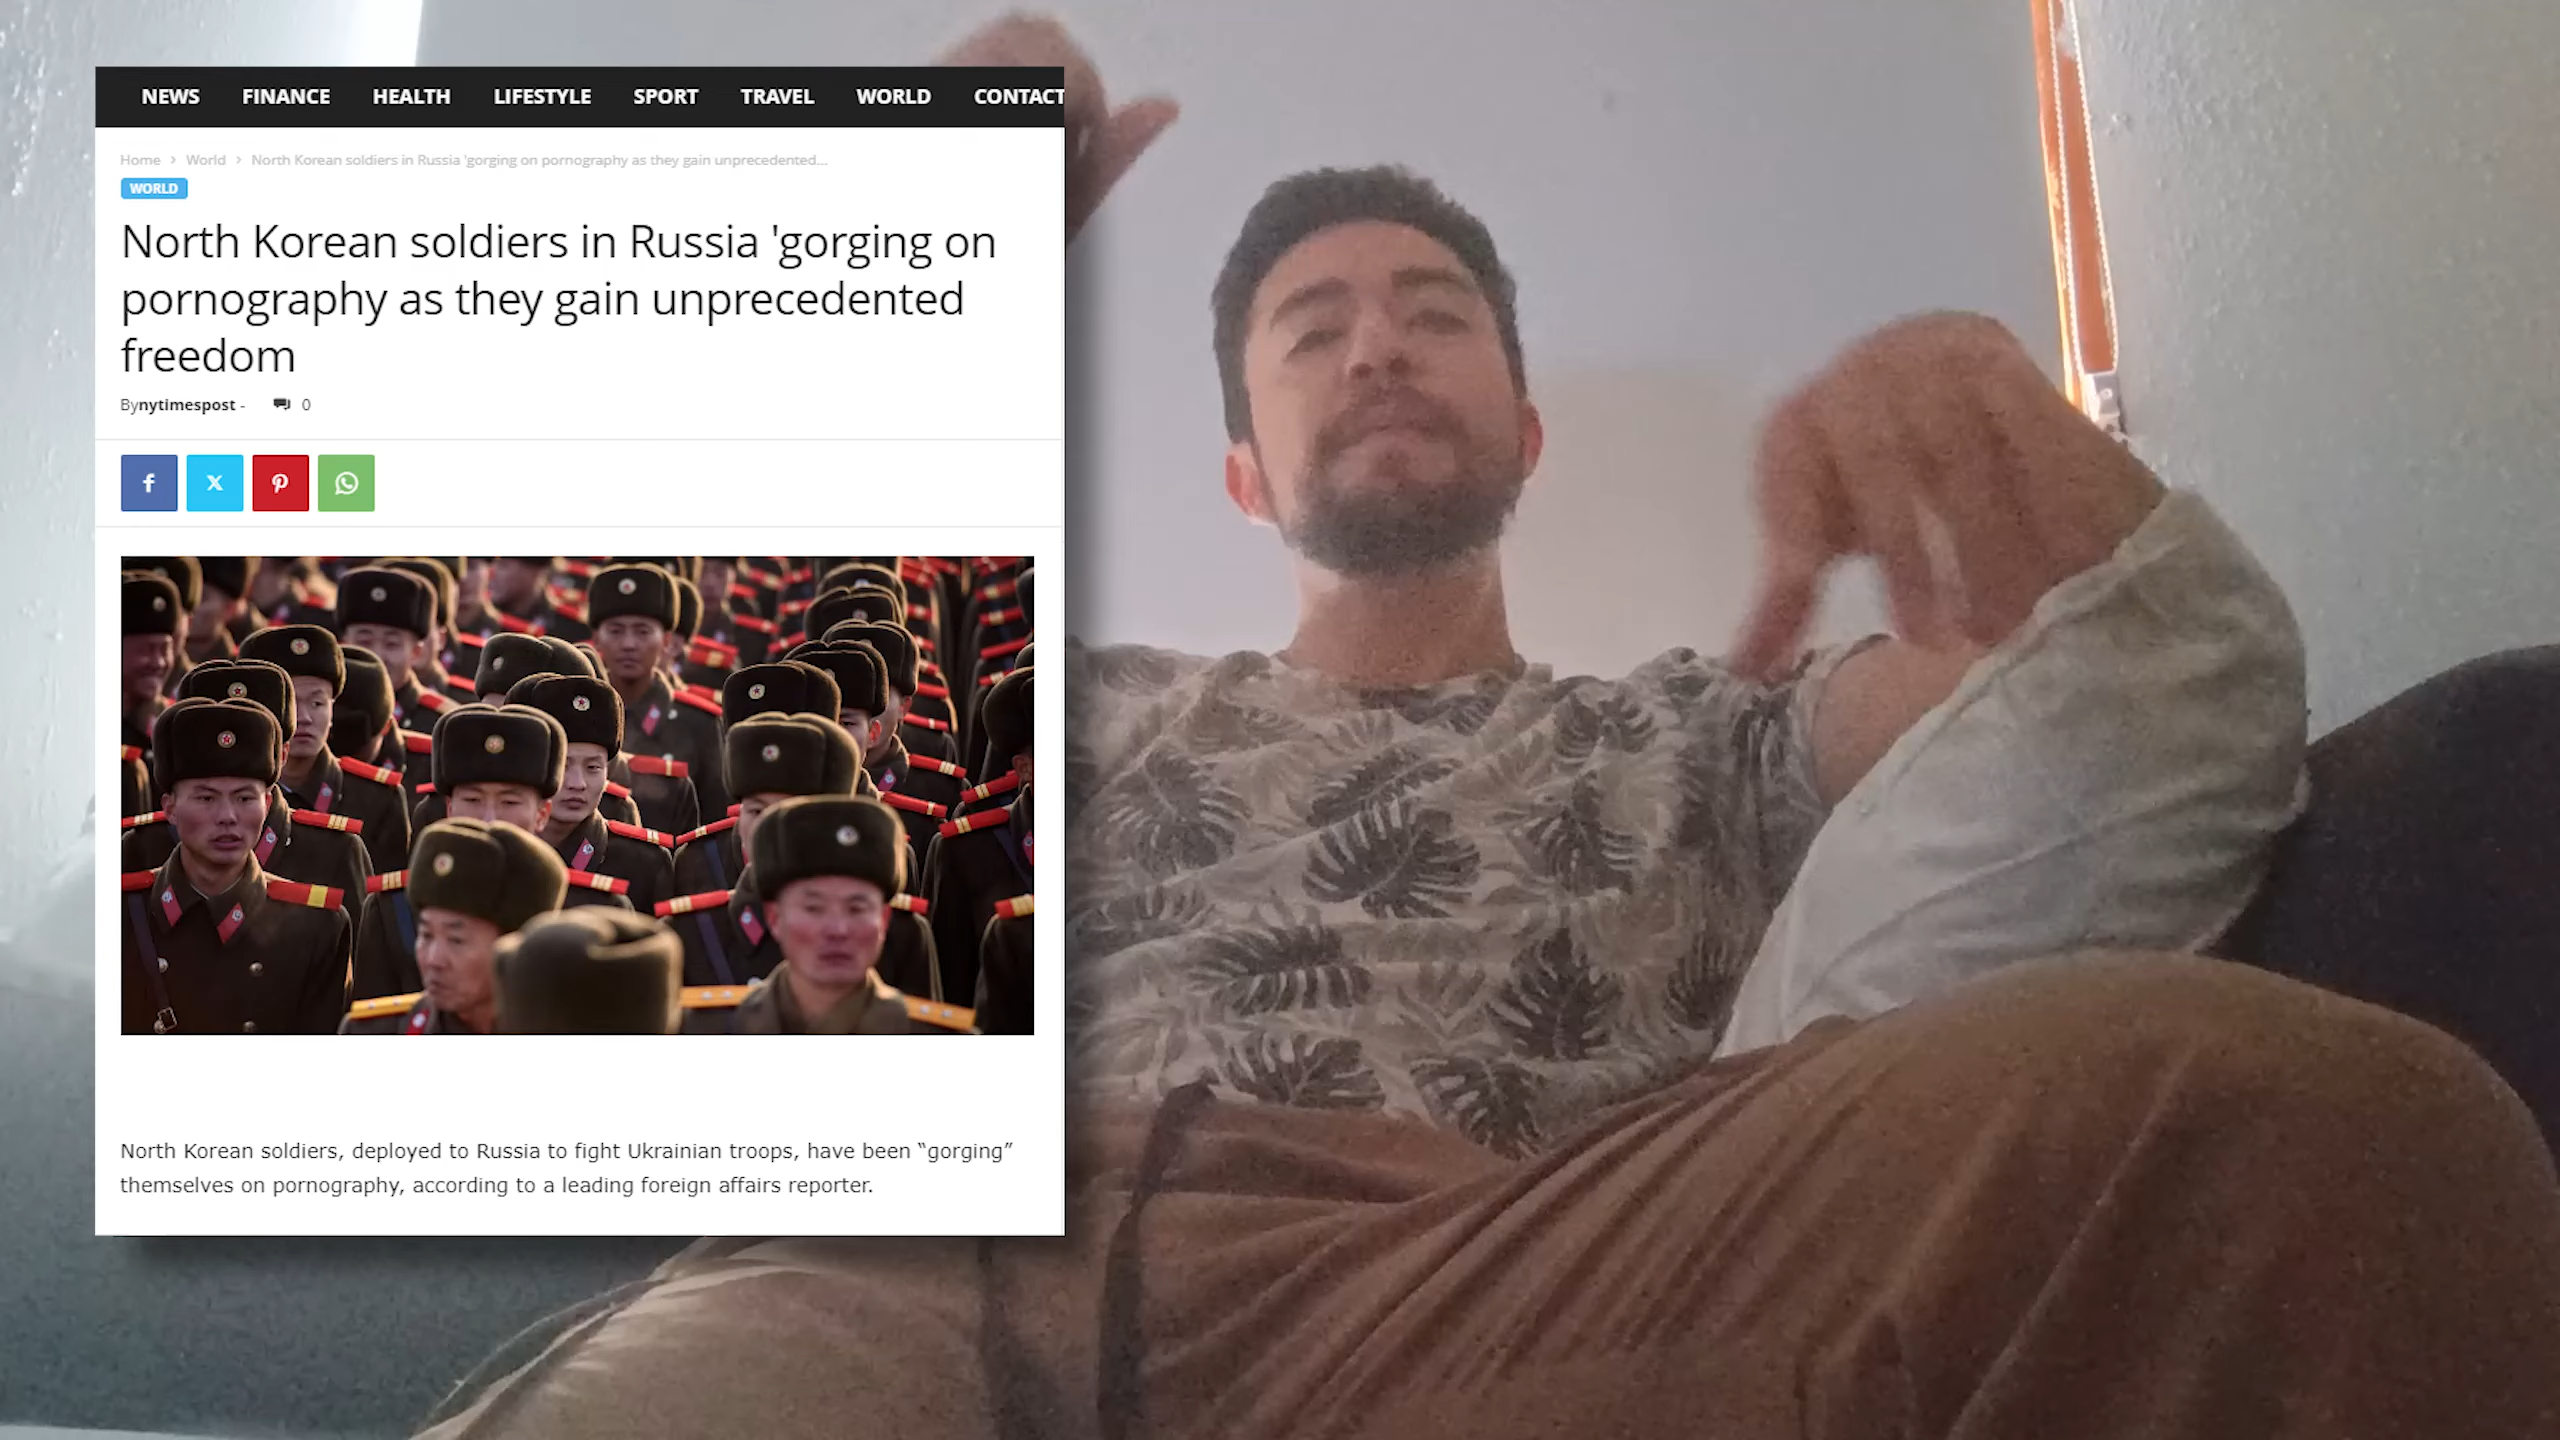 NEWS FINANCE HEALTH LIFESTYLE SPORT TRAVEL WORLD CONTACT
Home › World › North Korean soldiers in Russia 'gorging on pornography as they gain unprecedented...
WORLD
North Korean soldiers in Russia 'gorging on
pornography as they gain unprecedented
freedom
Bynytimespost - 0
North Korean soldiers, deployed to Russia to fight Ukrainian troops, have been “gorging”
themselves on pornography, according to a leading foreign affairs reporter.